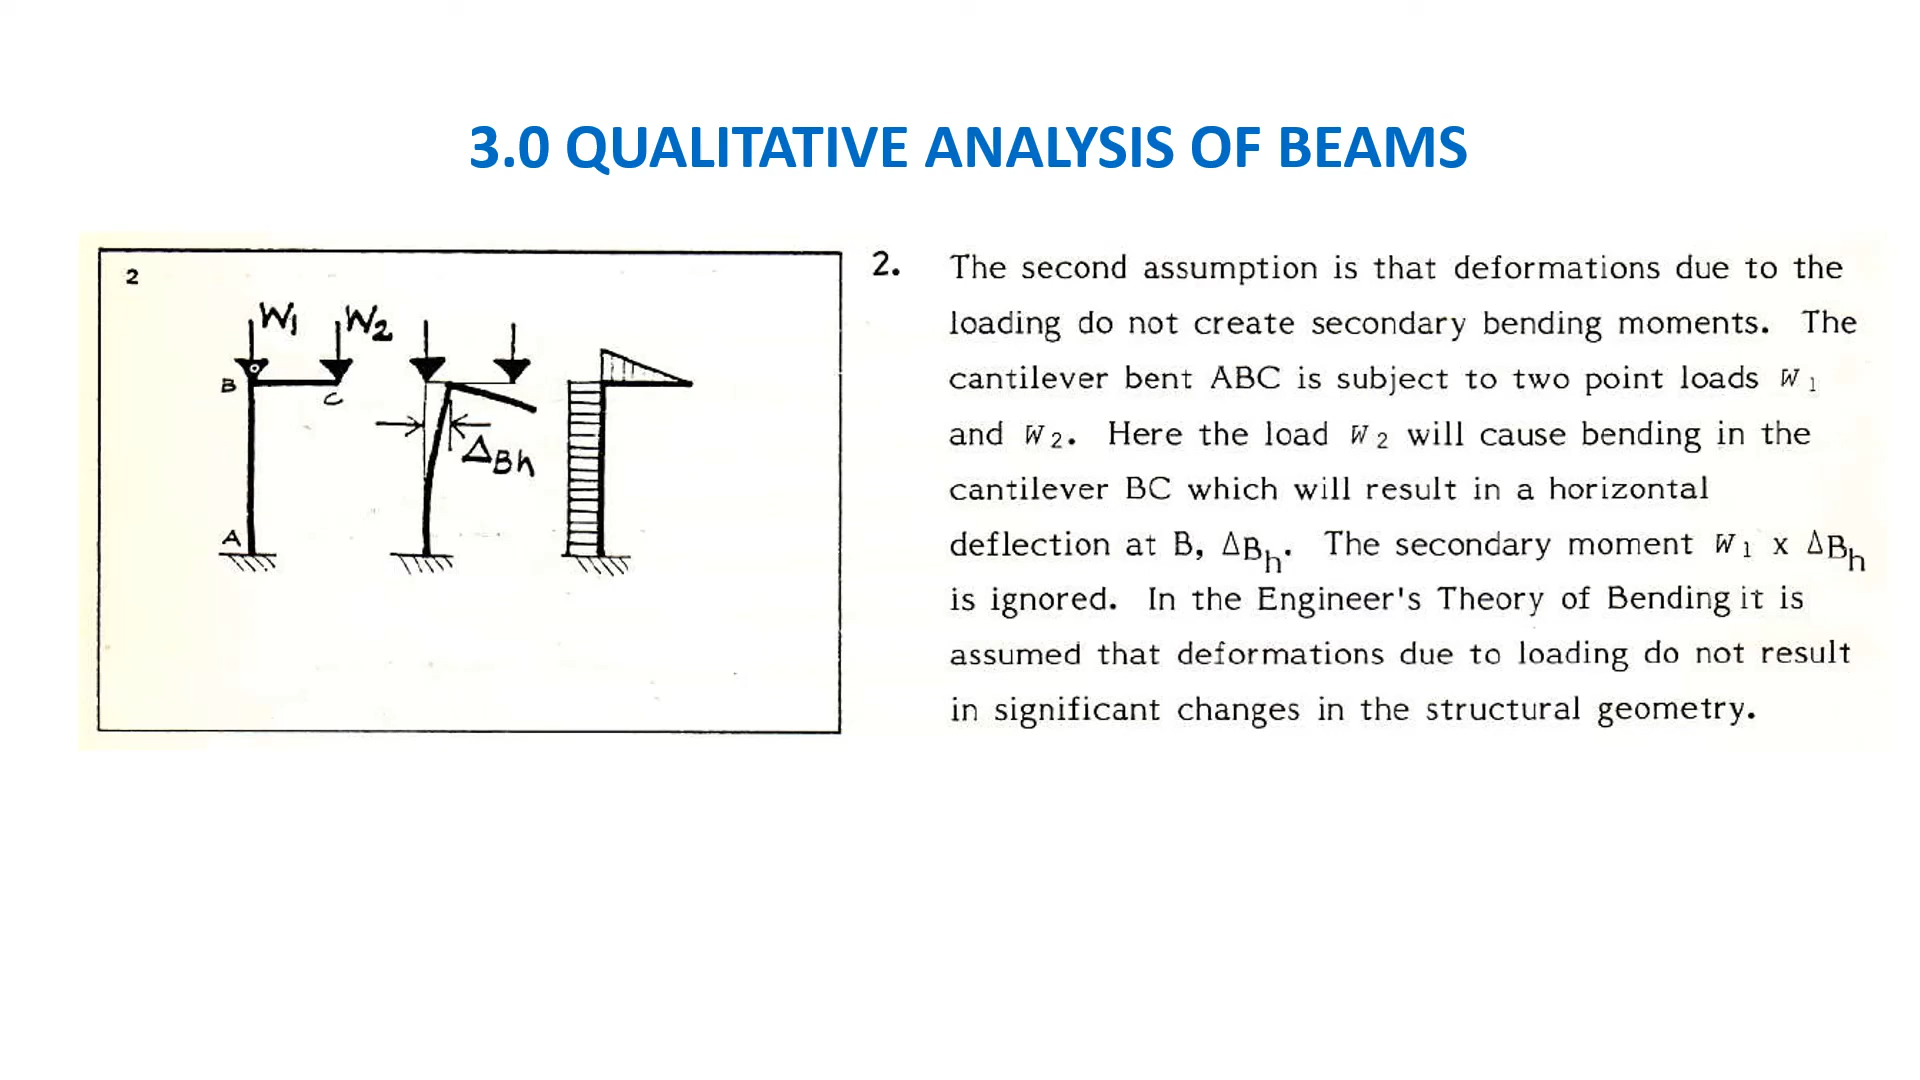 3.0 QUALITATIVE ANALYSIS OF BEAMS
2
W1 W2
B
C
ΔBh
A
2. The second assumption is that deformations due to the
loading do not create secondary bending moments. The
cantilever bent ABC is subject to two point loads W1
and W2. Here the load W2 will cause bending in the
cantilever BC which will result in a horizontal
deflection at B, ΔBh. The secondary moment W1 x ΔBh
is ignored. In the Engineer's Theory of Bending it is
assumed that deformations due to loading do not result
in significant changes in the structural geometry.